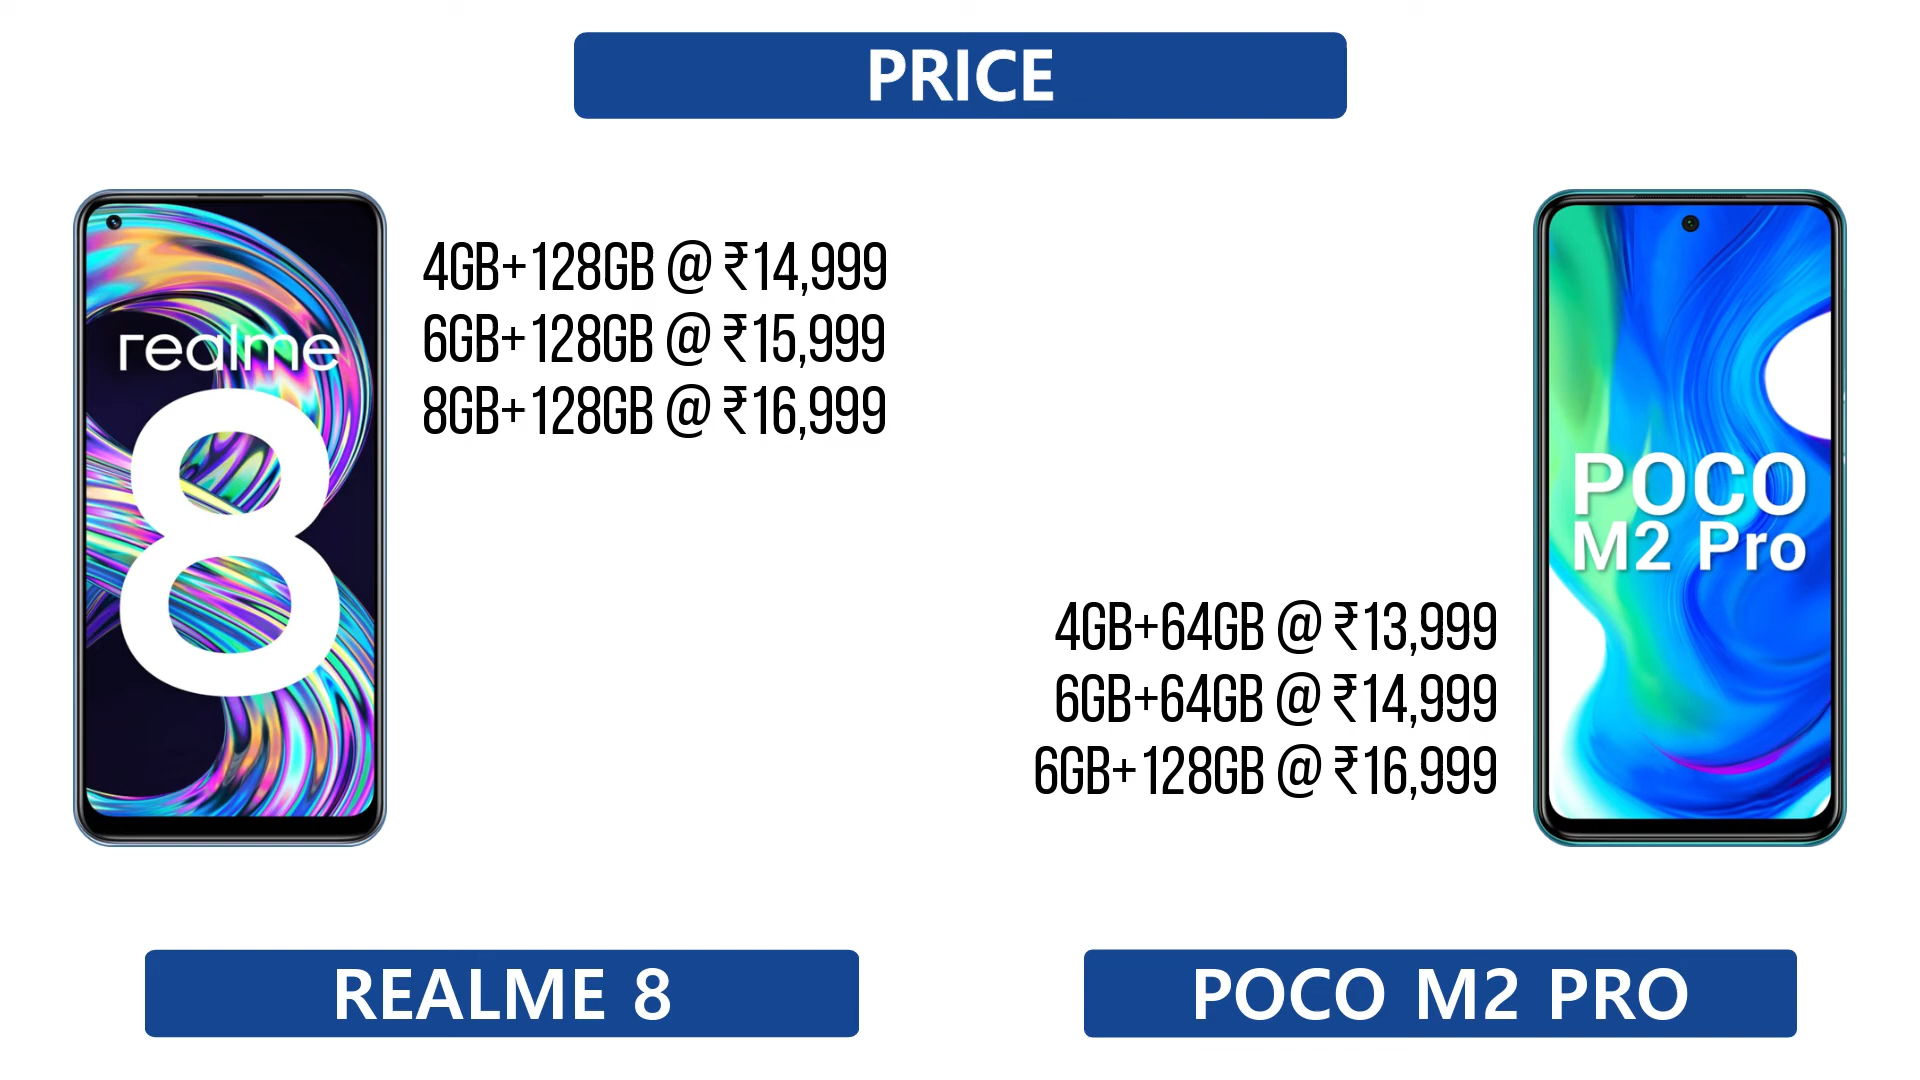 PRICE
realme
8
4GB+128GB @ ₹14,999
6GB+128GB @ ₹15,999
8GB+128GB @ ₹16,999
POCO
M2 Pro
4GB+64GB @ ₹13,999
6GB+64GB @ ₹14,999
6GB+128GB @ ₹16,999
REALME 8
POCO M2 PRO